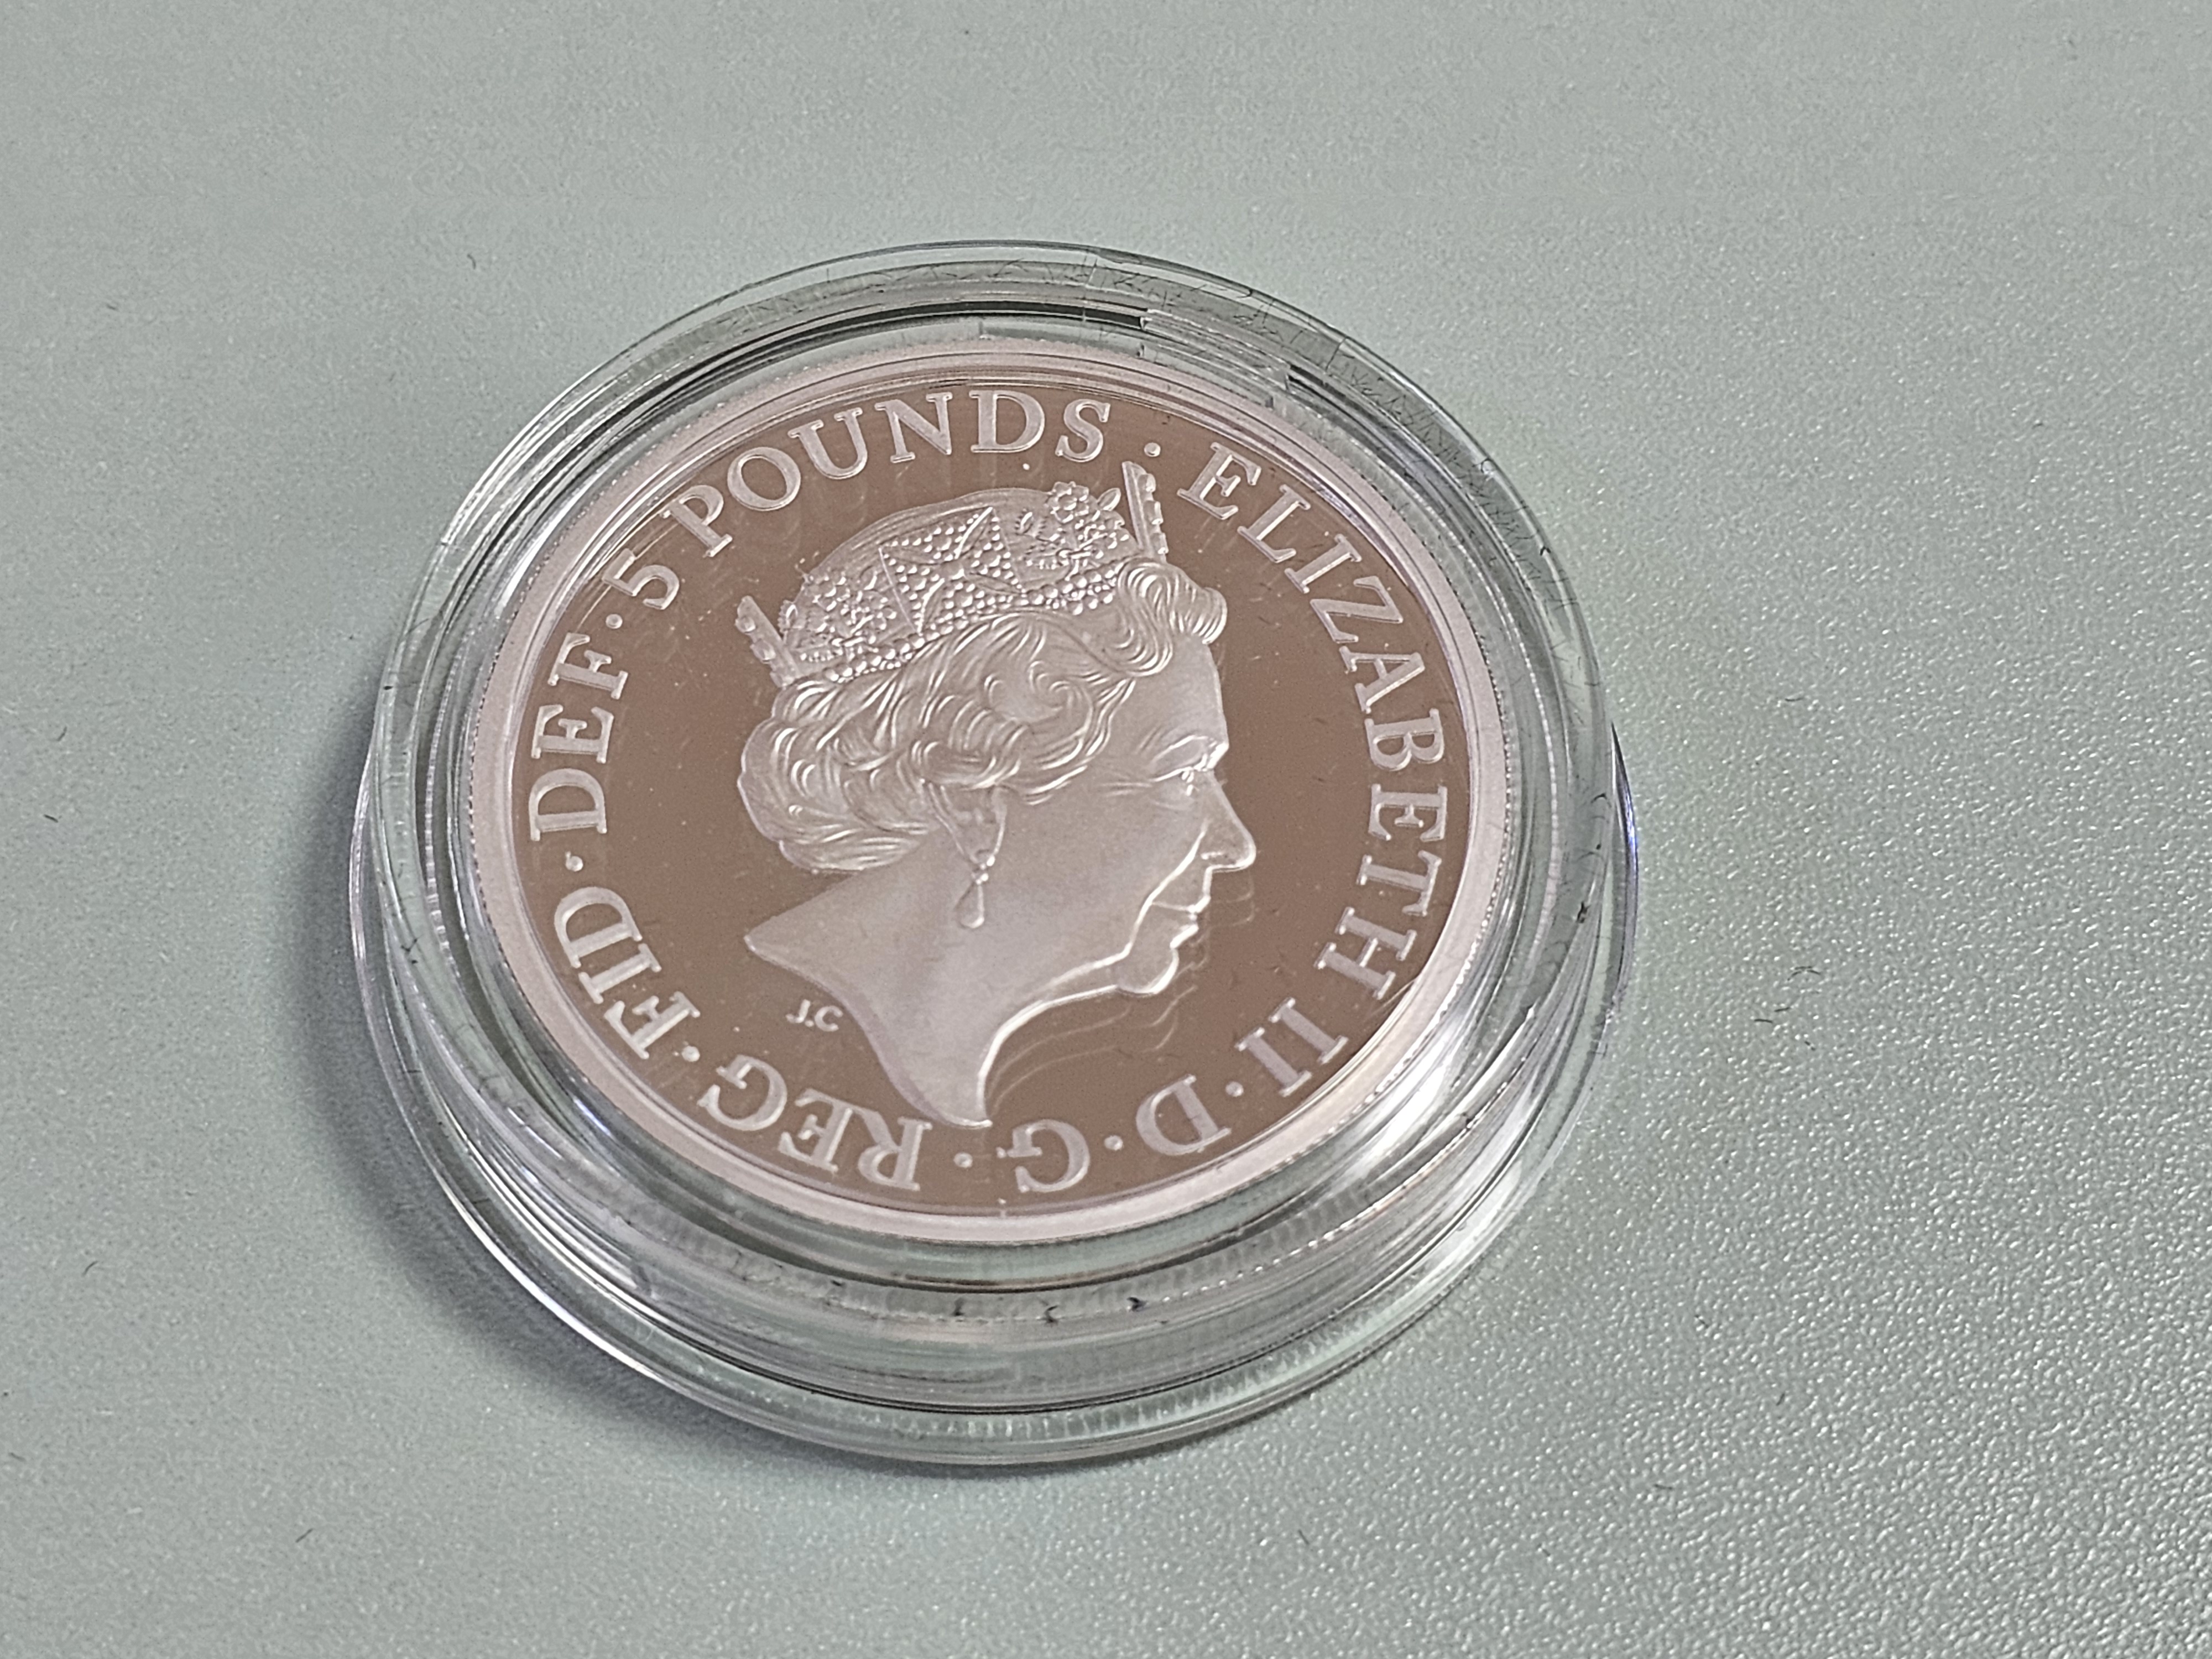 ELIZABETH II · D · G · REG · FID · DEF · 5 POUNDS ·
J.C